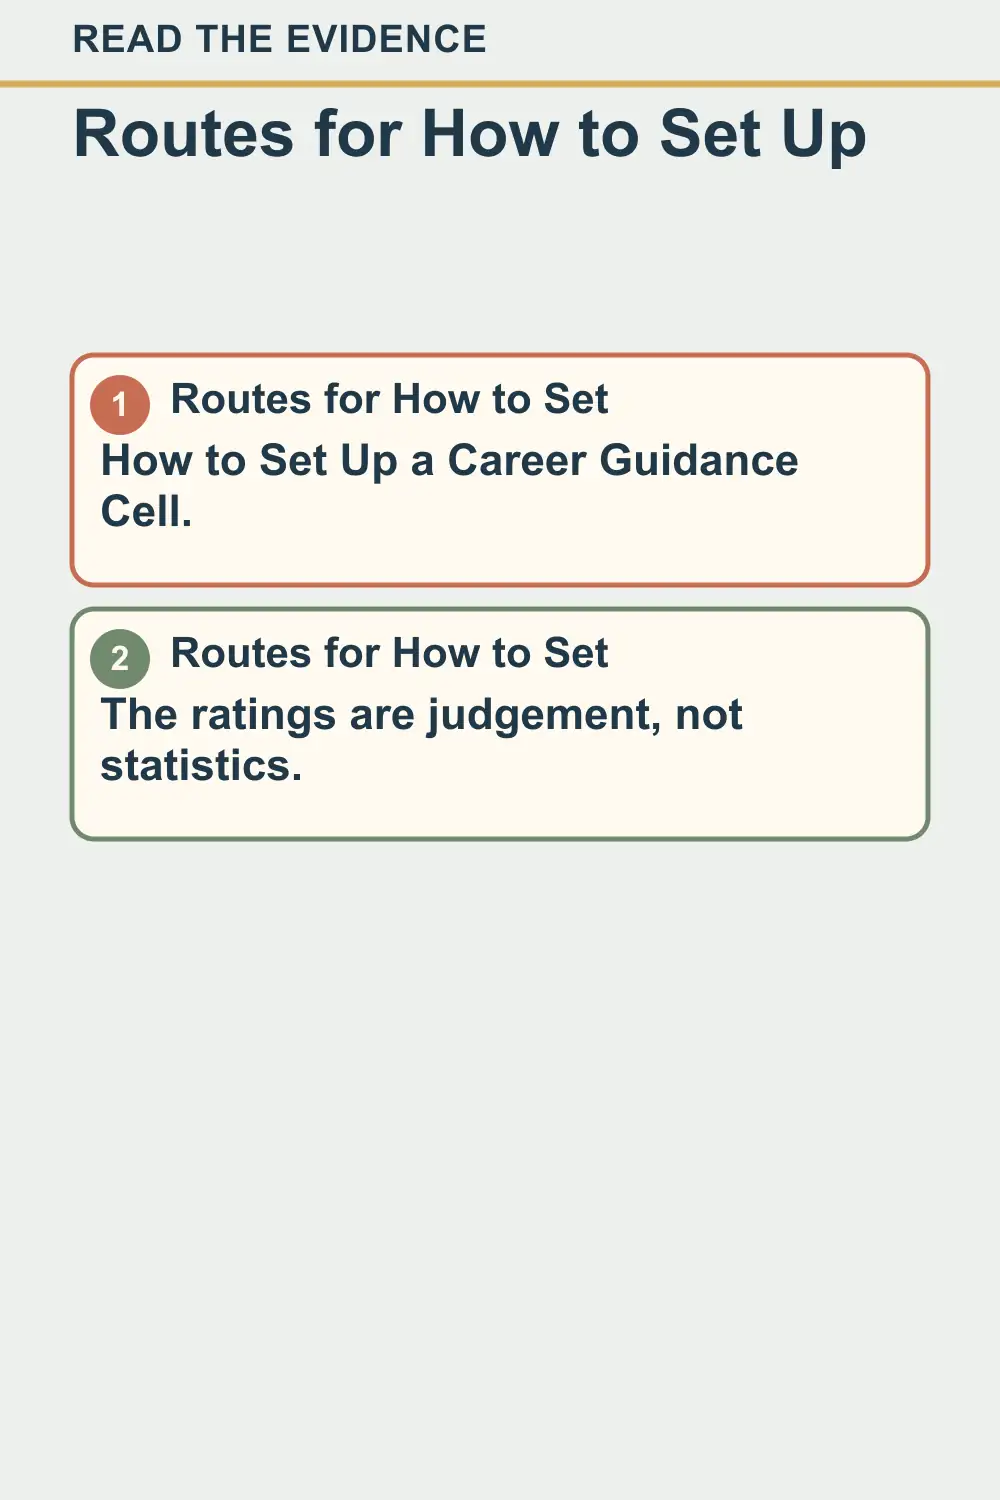 READ THE EVIDENCE
Routes for How to Set Up
1 Routes for How to Set
How to Set Up a Career Guidance
Cell.
2 Routes for How to Set
The ratings are judgement, not
statistics.